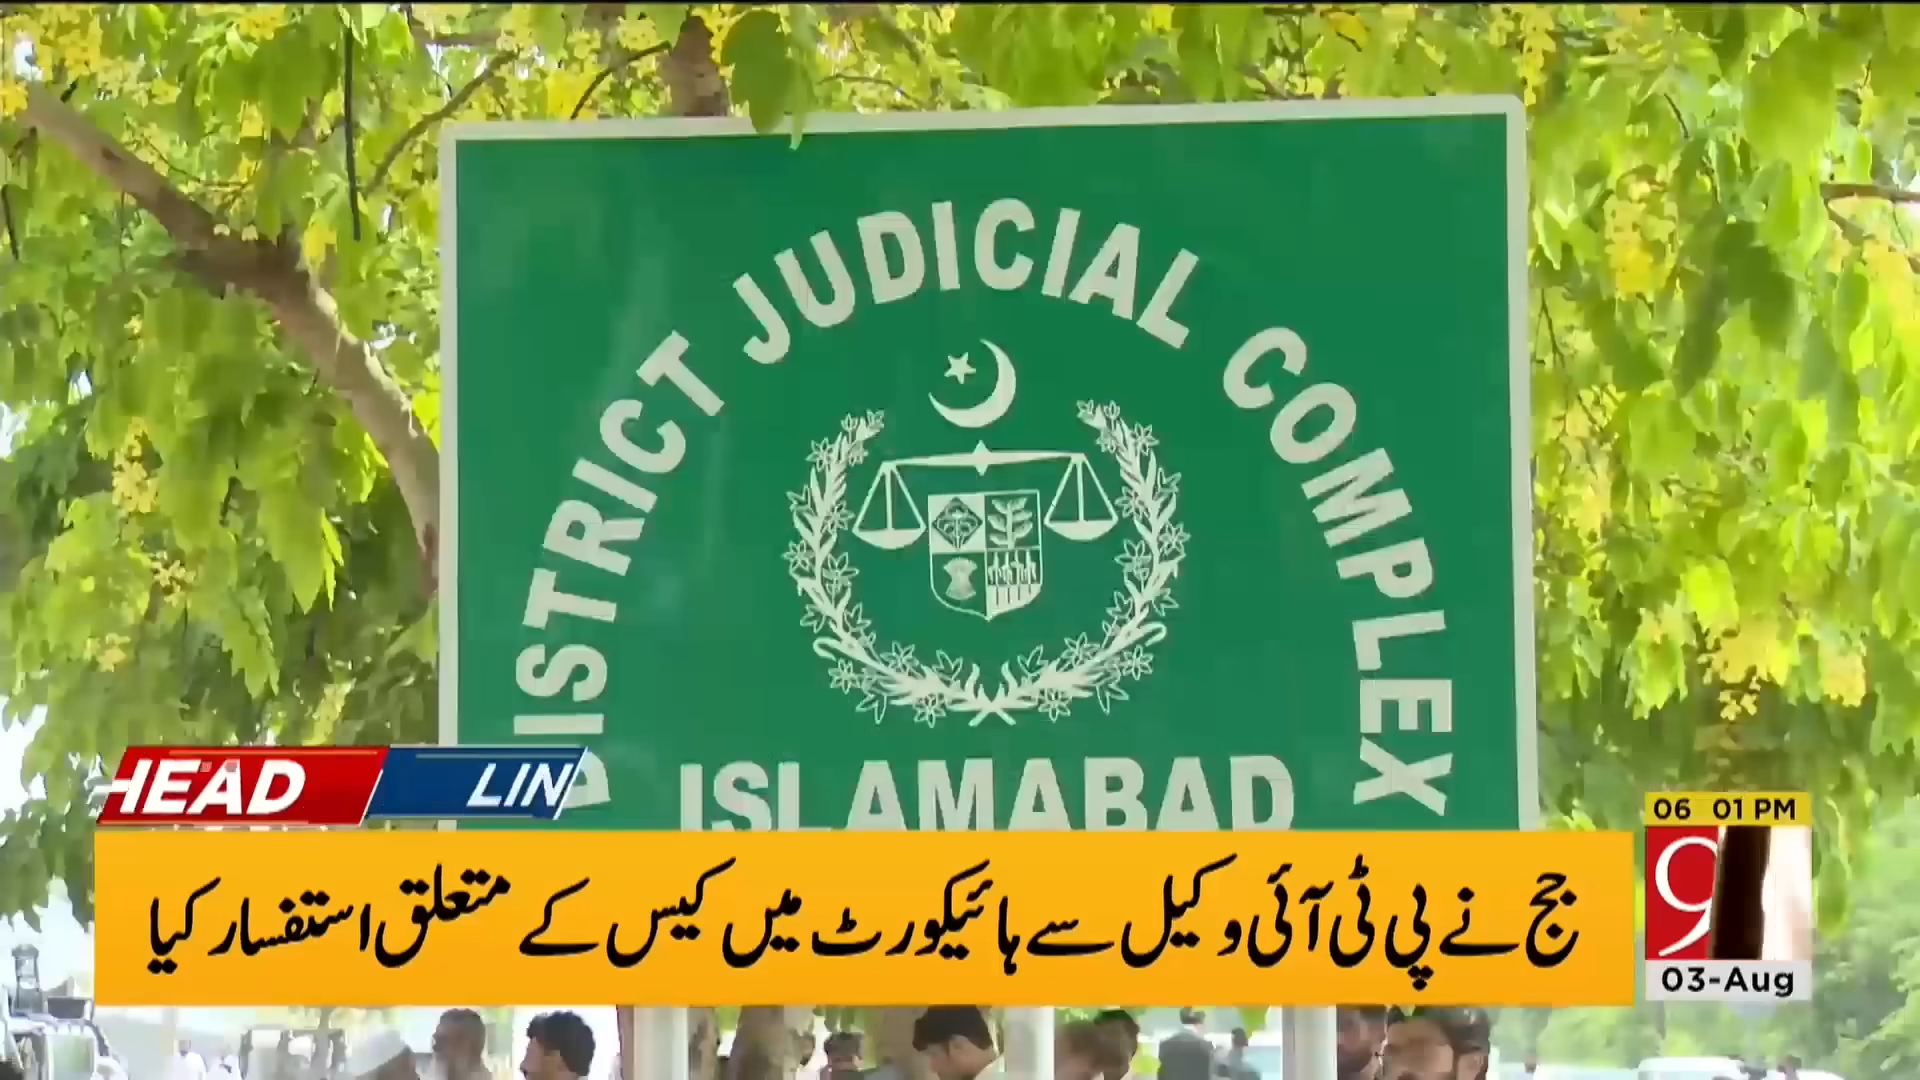 DISTRICT JUDICIAL COMPLEX
ISLAMABAD
HEAD LIN
جج نے پی ٹی آئی وکیل سے ہائیکورٹ میں کیس کے متعلق استفسار کیا
06 01 PM
9
03-Aug